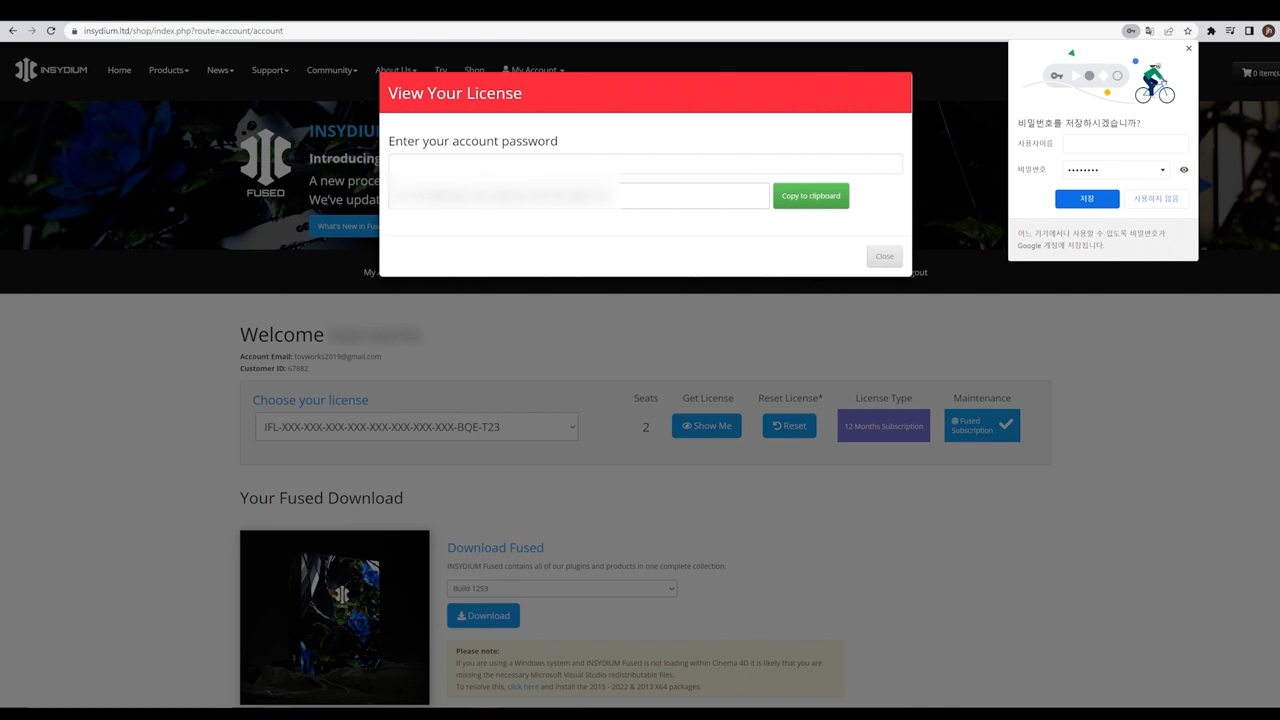 insydium.ltd/shop/index.php?route=account/account
INSYDIUM
Home
Products
News
Support
Community
About Us
Try
Shop
My Account
0 item(s
View Your License
Enter your account password
Copy to clipboard
Close
비밀번호를 저장하시겠습니까?
사용자이름
비밀번호
저장
사용하지 않음
어느 기기에서나 사용할 수 있도록 비밀번호가
Google 계정에 저장됩니다.
FUSED
INSYD
Introducing
A new proce
We've updat
What's New in Fus
Welcome
Account Email: tovworks2019@gmail.com
Customer ID: 67882
Choose your license
Seats
Get License
Reset License*
License Type
Maintenance
IHL-XXX-XXX-XXX-XXX-XXX-XXX-XXX-BQE-T23
2
Show Me
Reset
12 Months Subscription
Fused
Subscription
Your Fused Download
Download Fused
INSYDIUM Fused contains all of our plugins and products in one complete collection.
Build 1253
Download
Please note:
If you are using a Windows system and INSYDIUM Fused is not loading within Cinema 4D it is likely that you are
missing the necessary Microsoft Visual Studio redistributable files.
To resolve this, click here and install the 2015 - 2022 & 2013 X64 packages.